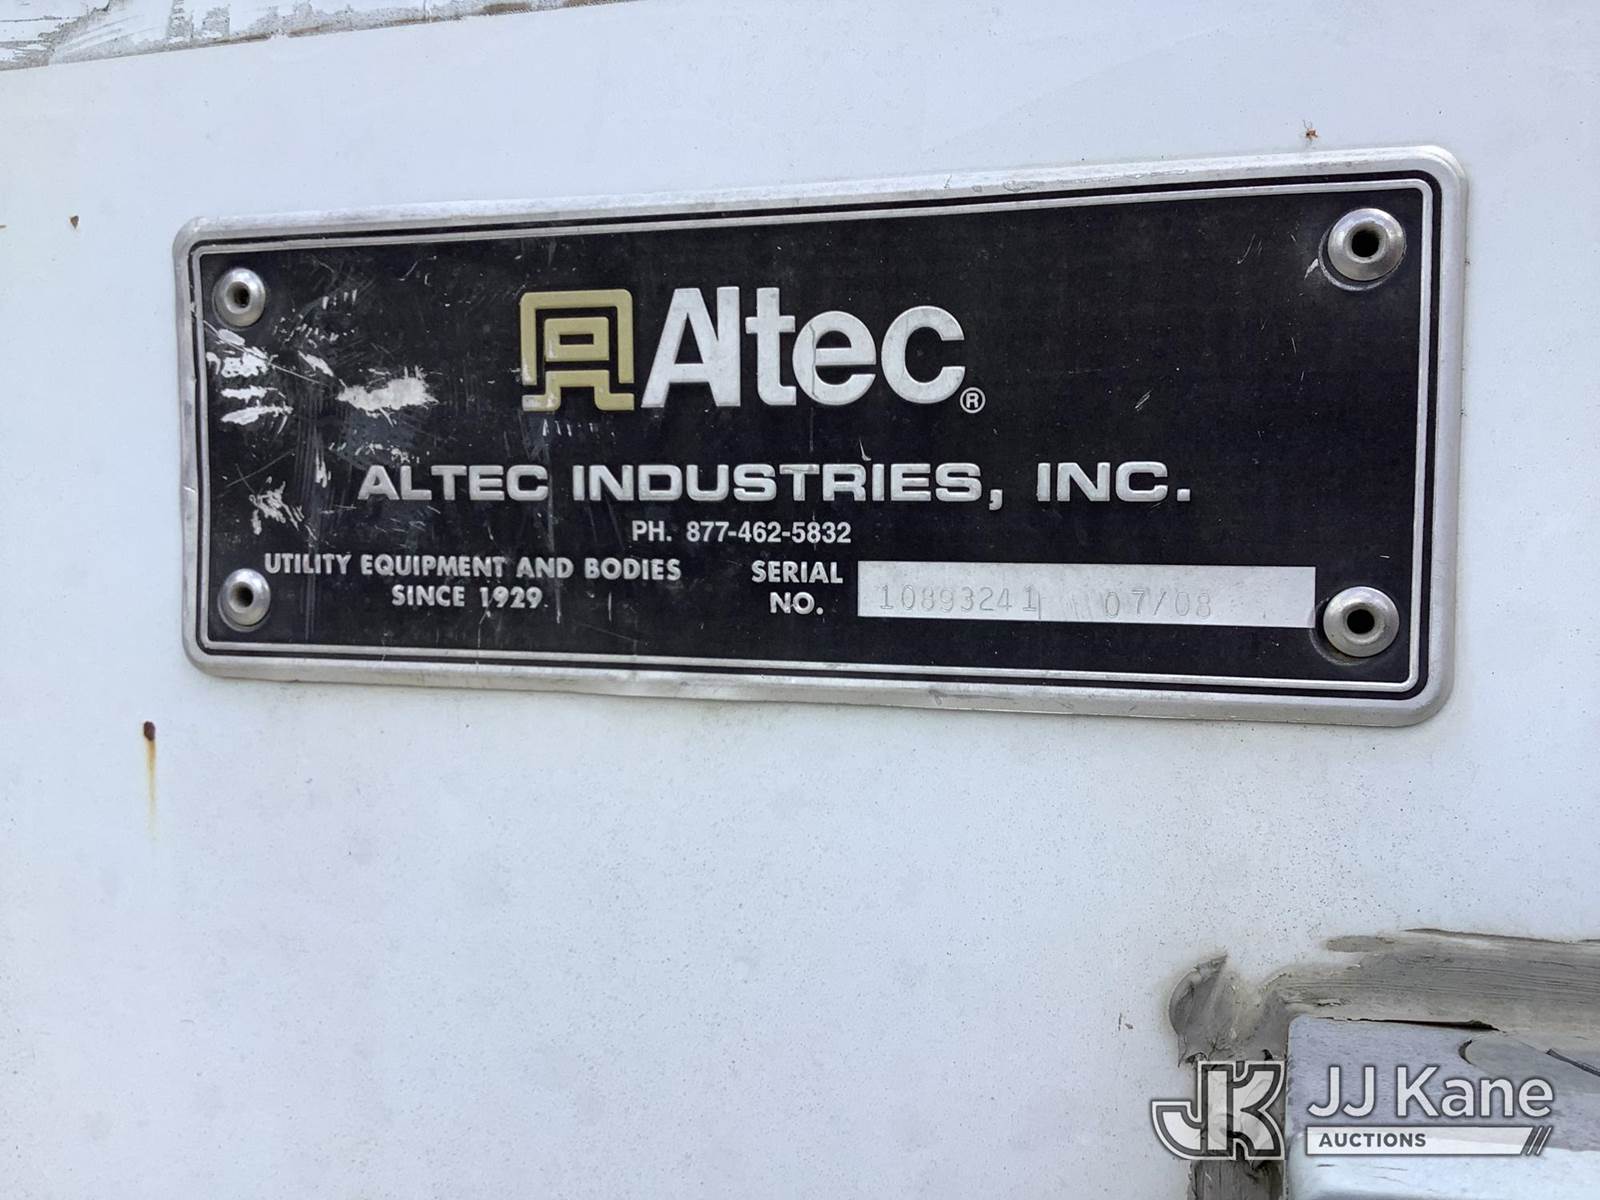 Altec®
ALTEC INDUSTRIES, INC.
PH. 877-462-5832
UTILITY EQUIPMENT AND BODIES
SINCE 1929
SERIAL
NO.
10893241 07/08
JK JJ Kane
AUCTIONS